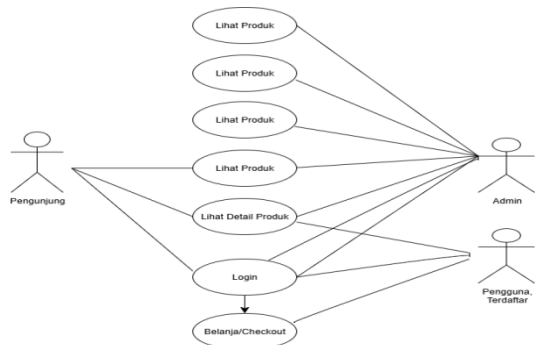 Lihat Produk
Lihat Produk
Lihat Produk
Lihat Produk
Lihat Detail Produk
Login
Belanja/Checkout
Pengunjung
Admin
Pengguna,
Terdaftar